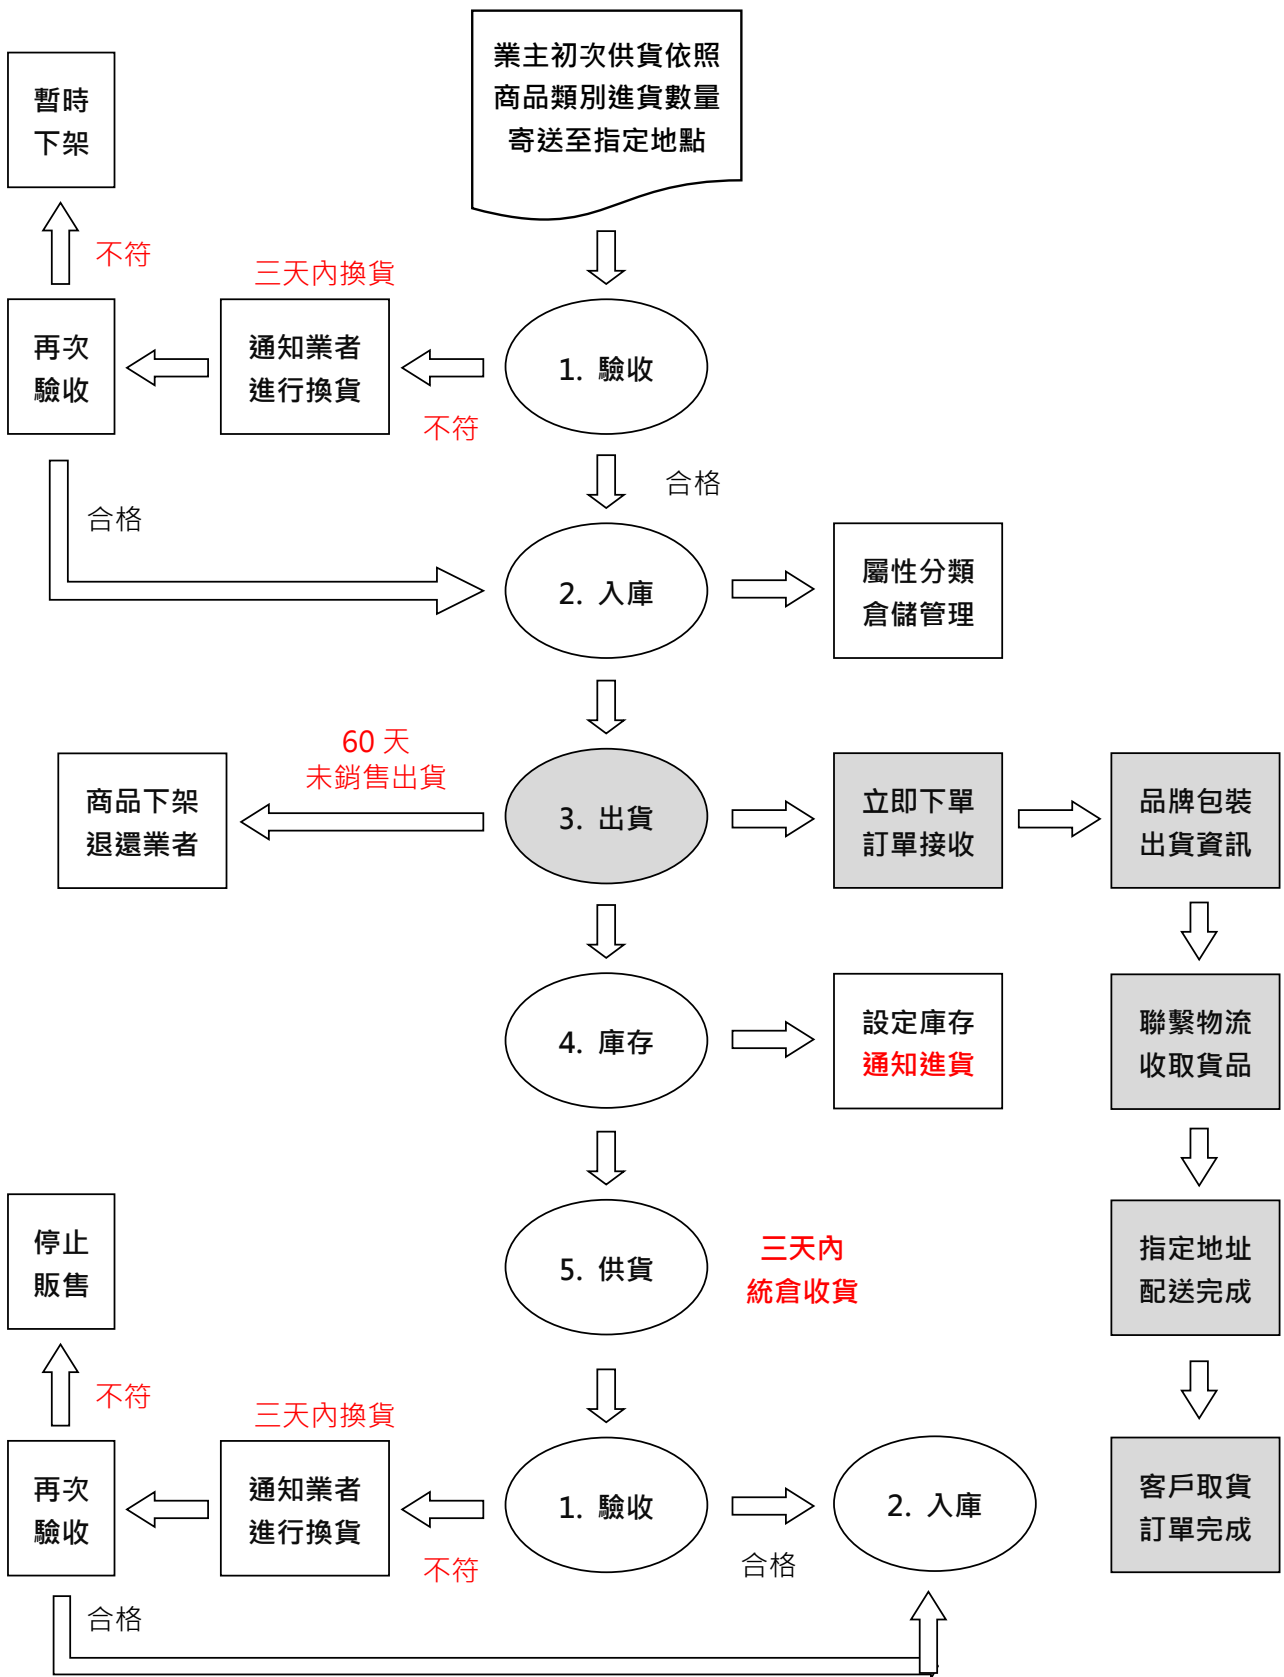 業主初次供貨依照
商品類別進貨數量
寄送至指定地點
暫時
下架
不符
三天內換貨
再次
驗收
通知業者
進行換貨
1. 驗收
不符
合格
合格
2. 入庫
屬性分類
倉儲管理
60 天
未銷售出貨
商品下架
退還業者
3. 出貨
立即下單
訂單接收
品牌包裝
出貨資訊
4. 庫存
設定庫存
通知進貨
聯繫物流
收取貨品
停止
販售
5. 供貨
三天內
統倉收貨
指定地址
配送完成
不符
三天內換貨
再次
驗收
通知業者
進行換貨
1. 驗收
2. 入庫
客戶取貨
訂單完成
不符
合格
合格